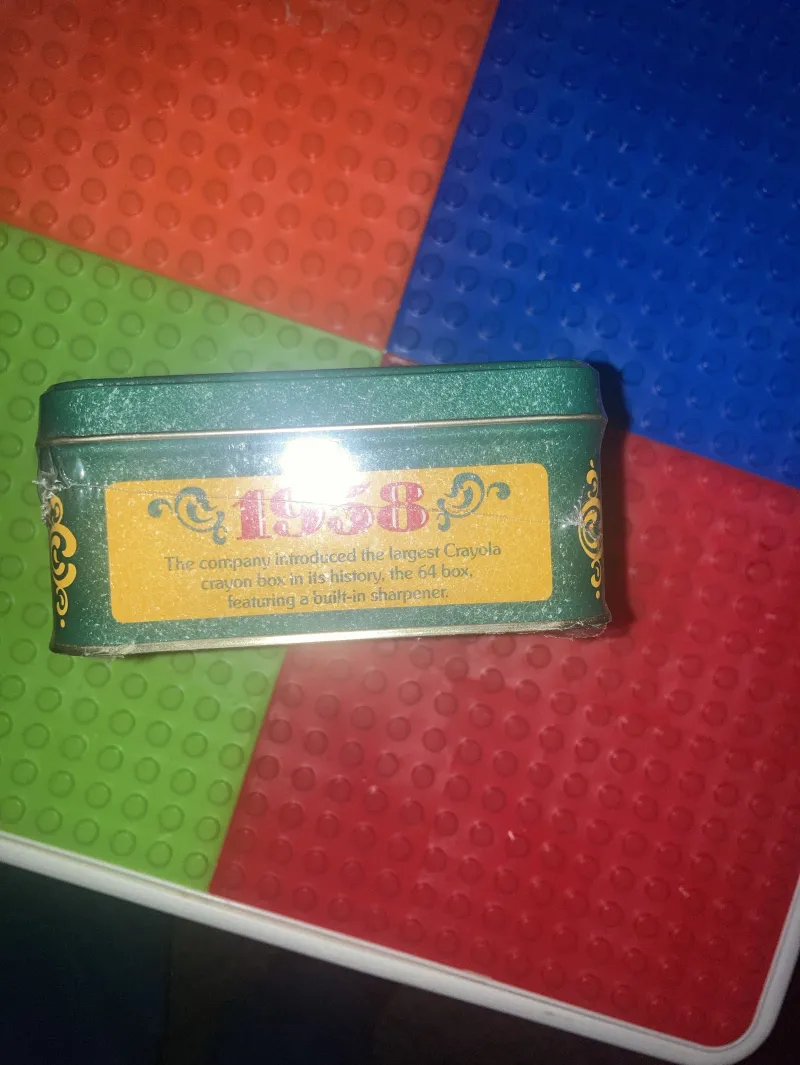 1958
The company introduced the largest Crayola
crayon box in its history, the 64 box,
featuring a built-in sharpener.